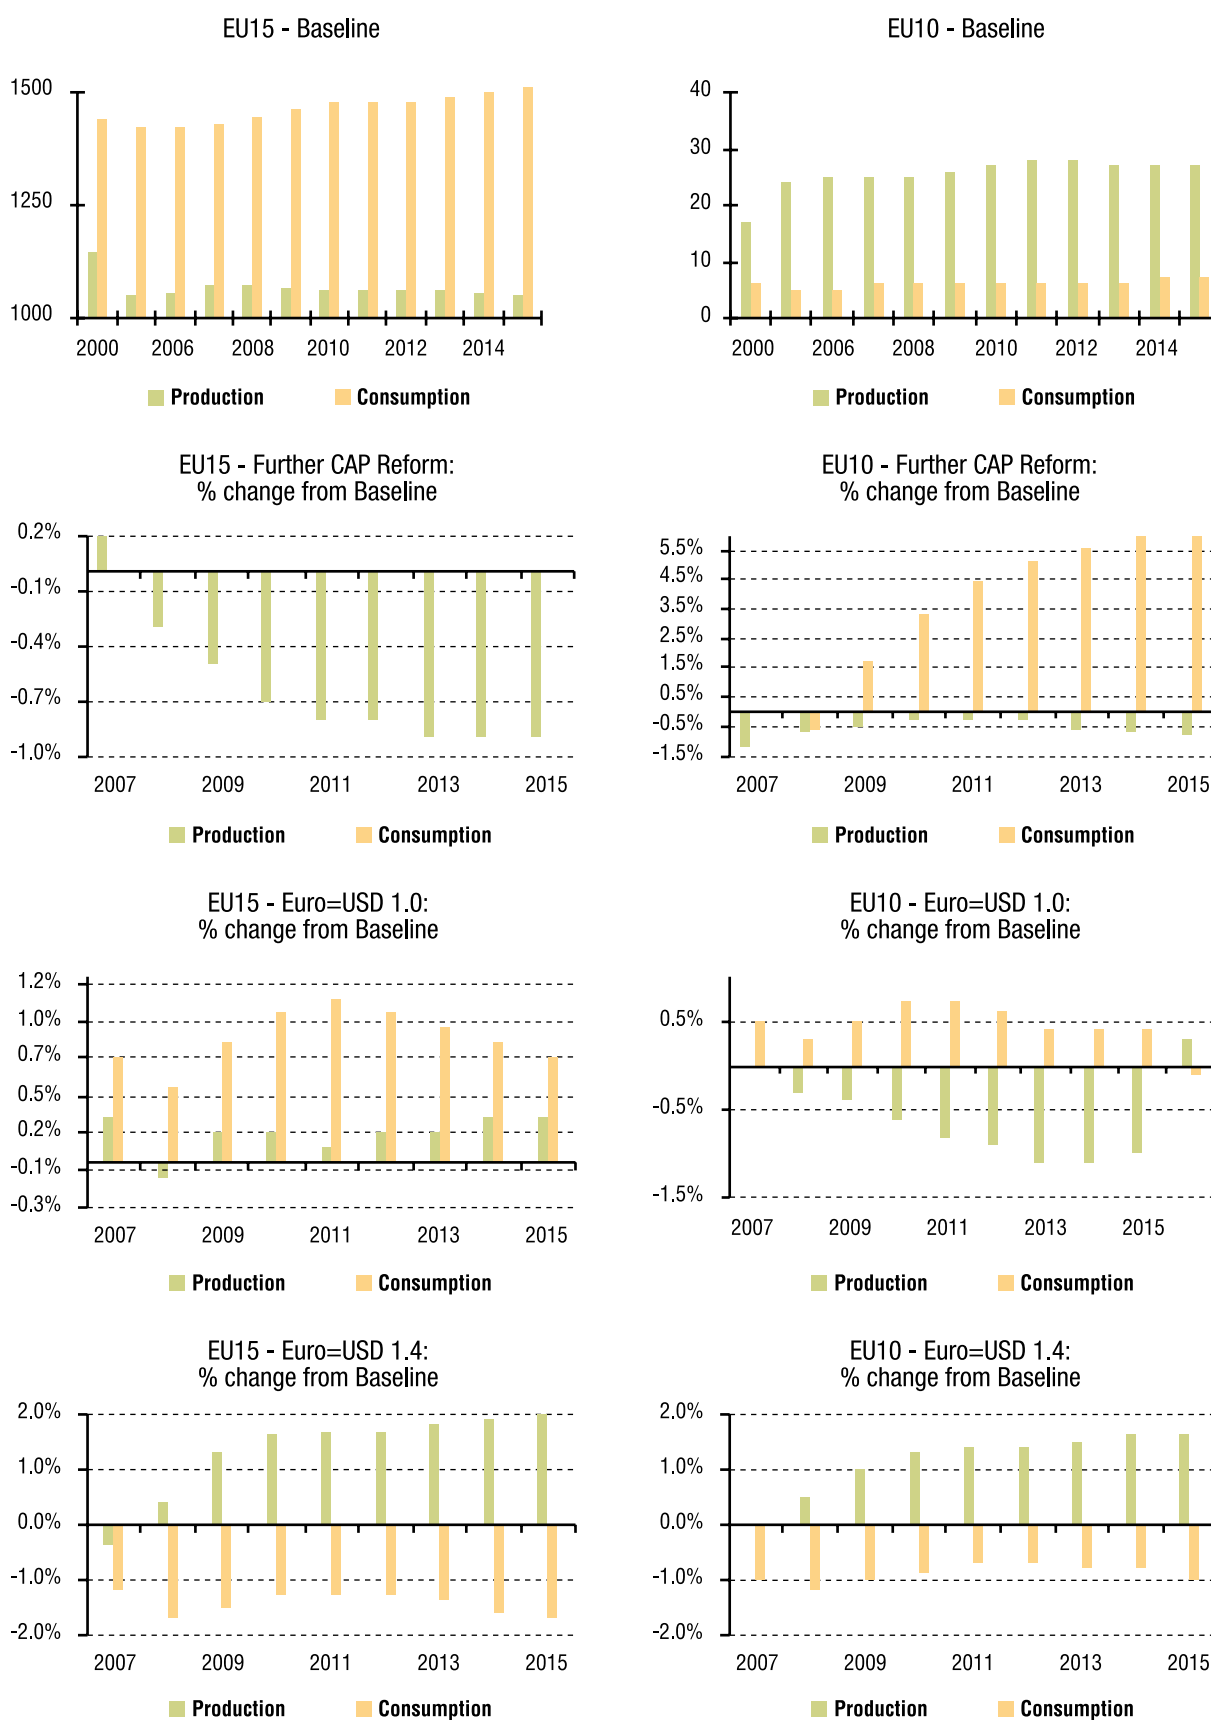 EU15 - Baseline
1500
1250
1000
2000 2006 2008 2010 2012 2014
Production Consumption
EU10 - Baseline
40
30
20
10
0
2000 2006 2008 2010 2012 2014
Production Consumption
EU15 - Further CAP Reform:
% change from Baseline
0.2%
-0.1%
-0.4%
-0.7%
-1.0%
2007 2009 2011 2013 2015
Production Consumption
EU10 - Further CAP Reform:
% change from Baseline
5.5%
4.5%
3.5%
2.5%
1.5%
0.5%
-0.5%
-1.5%
2007 2009 2011 2013 2015
Production Consumption
EU15 - Euro=USD 1.0:
% change from Baseline
1.2%
1.0%
0.7%
0.5%
0.2%
-0.1%
-0.3%
2007 2009 2011 2013 2015
Production Consumption
EU10 - Euro=USD 1.0:
% change from Baseline
0.5%
-0.5%
-1.5%
2007 2009 2011 2013 2015
Production Consumption
EU15 - Euro=USD 1.4:
% change from Baseline
2.0%
1.0%
0.0%
-1.0%
-2.0%
2007 2009 2011 2013 2015
Production Consumption
EU10 - Euro=USD 1.4:
% change from Baseline
2.0%
1.0%
0.0%
-1.0%
-2.0%
2007 2009 2011 2013 2015
Production Consumption